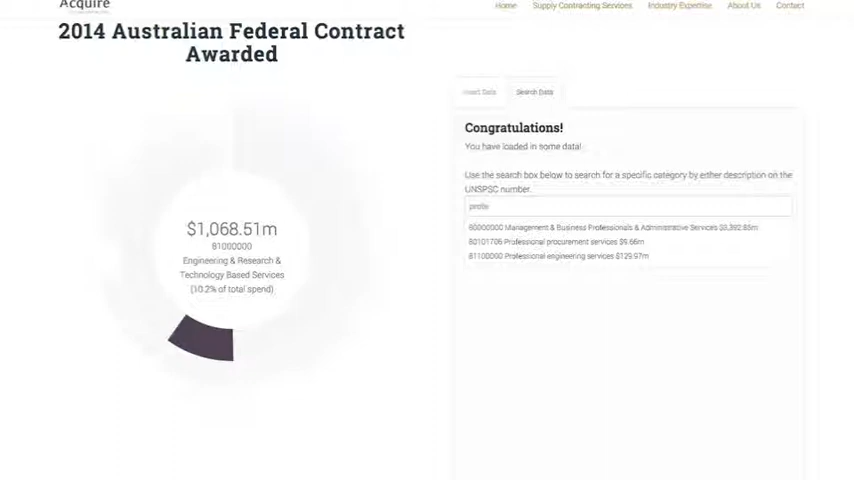 Acquire
Home Supply Contracting Services Industry Expertise About Us Contact
2014 Australian Federal Contract
Awarded
Insert Data Search Data
Congratulations!
You have loaded in some data!
Use the search box below to search for a specific category by either description on the
UNSPSC number.
$1,068.51m
81000000
Engineering & Research &
Technology Based Services
(10.2% of total spend)
80000000 Management & Business Professionals & Administrative Services $3,392.85m
80101706 Professional procurement services $9.66m
81100000 Professional engineering services $129.97m